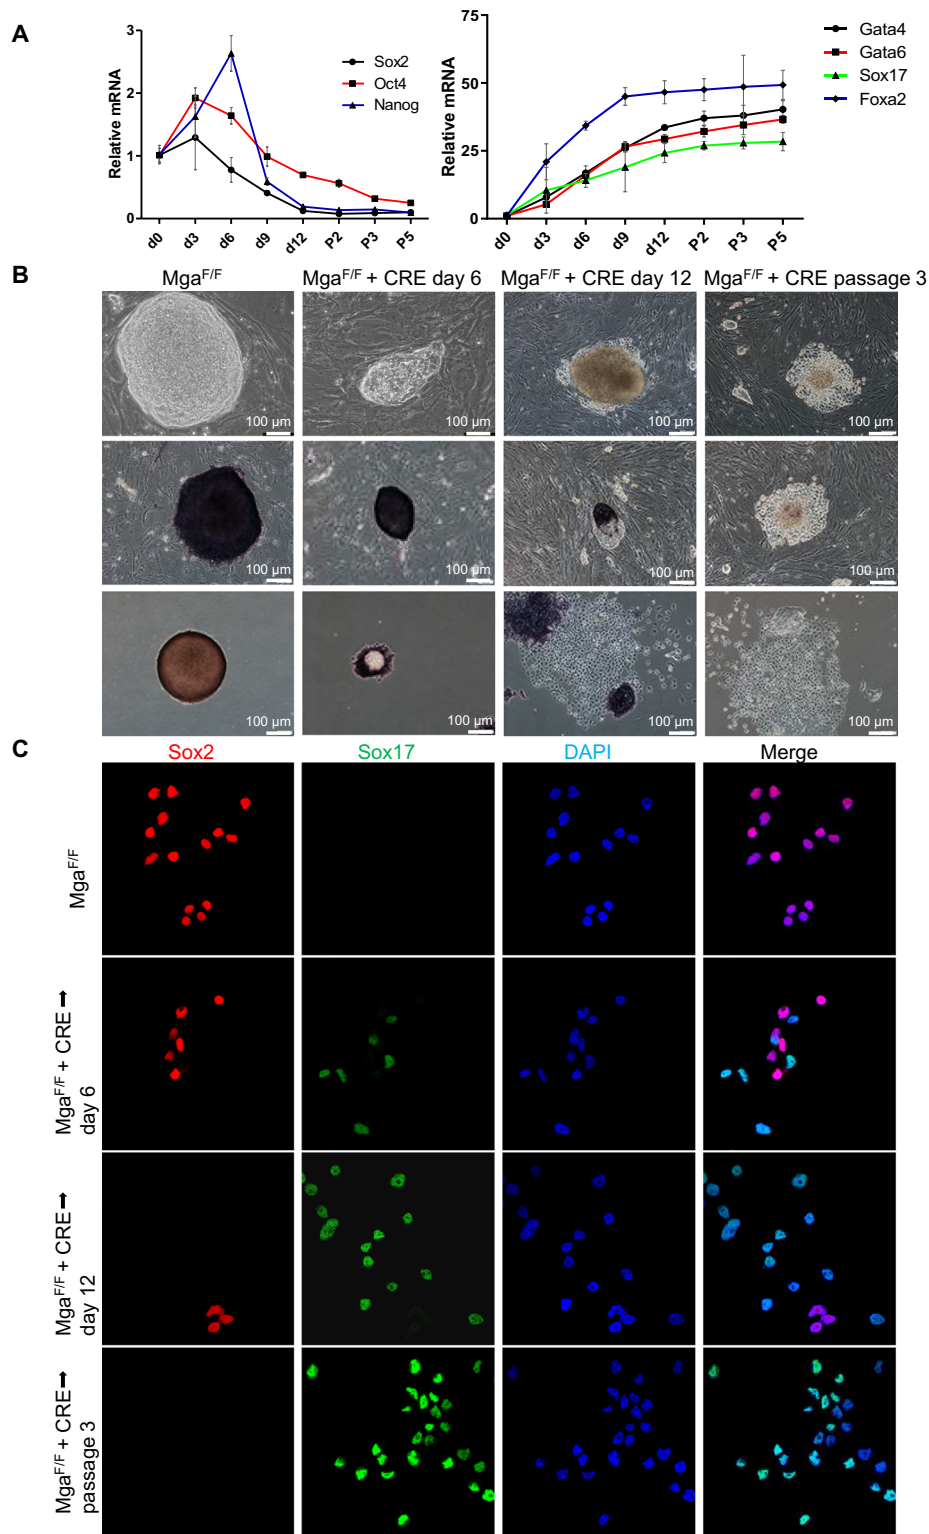 A
Relative mRNA
3
2
1
0
d0 d3 d6 d9 d12 P2 P3 P5
Sox2
Oct4
Nanog
Relative mRNA
75
50
25
0
d0 d3 d6 d9 d12 P2 P3 P5
Gata4
Gata6
Sox17
Foxa2
B
Mga^F/F Mga^F/F + CRE day 6 Mga^F/F + CRE day 12 Mga^F/F + CRE passage 3
100 µm 100 µm 100 µm 100 µm
100 µm 100 µm 100 µm 100 µm
100 µm 100 µm 100 µm 100 µm
C
Sox2 Sox17 DAPI Merge
Mga^F/F
Mga^F/F + CRE→
day 6
Mga^F/F + CRE→
day 12
Mga^F/F + CRE→
passage 3